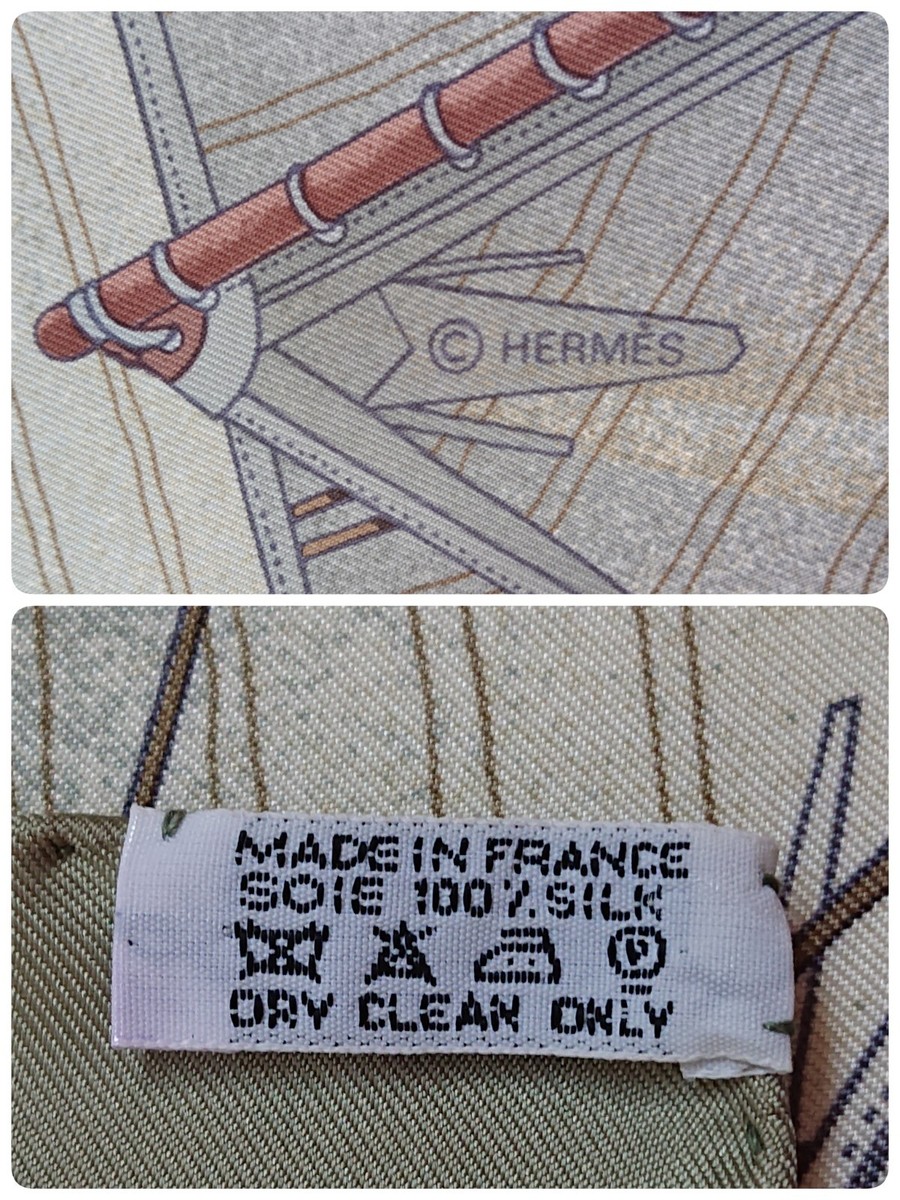 © HERMÈS
MADE IN FRANCE
SOIE 100% SILK
P
DRY CLEAN ONLY